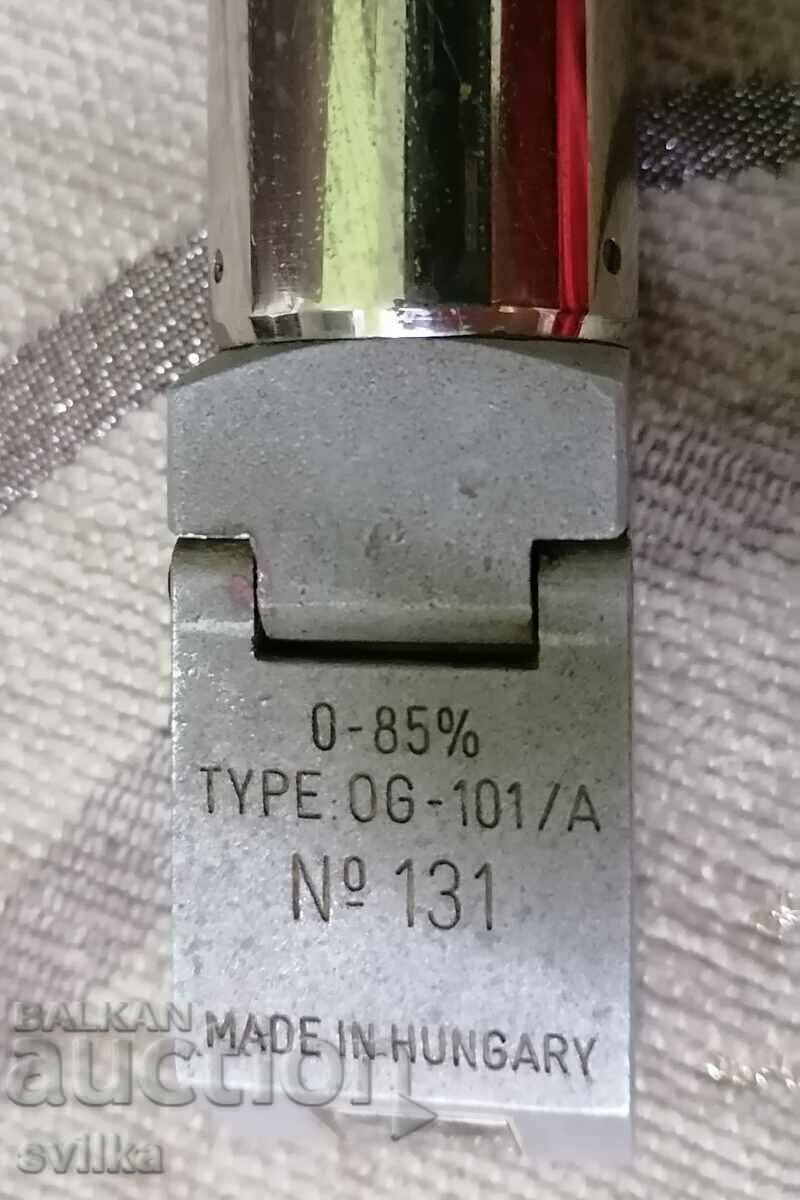 0-85%
TYPE: OG-101/A
Nº 131
MADE IN HUNGARY
BALKAN
auction
svilka